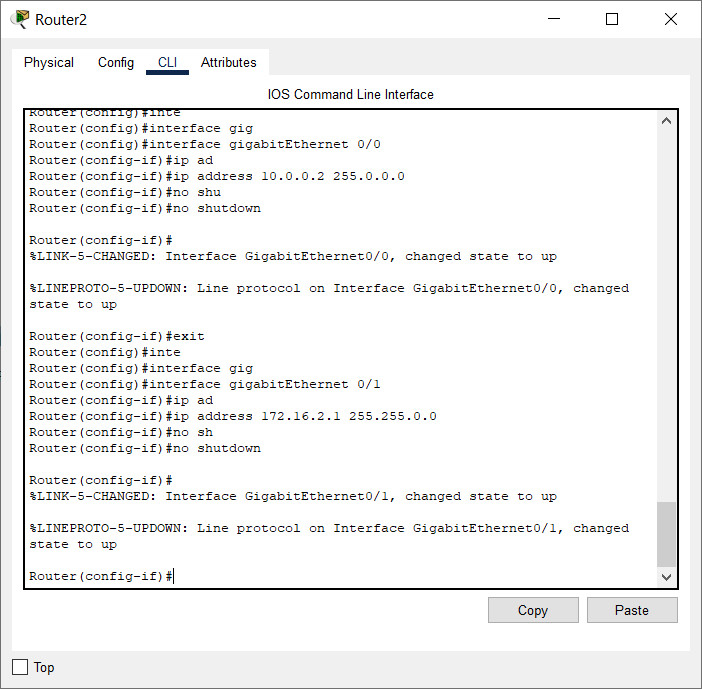 Router2
Physical Config CLI Attributes
IOS Command Line Interface
Router(config)#inte
Router(config)#interface gig
Router(config)#interface gigabitEthernet 0/0
Router(config-if)#ip ad
Router(config-if)#ip address 10.0.0.2 255.0.0.0
Router(config-if)#no shu
Router(config-if)#no shutdown
Router(config-if)#
%LINK-5-CHANGED: Interface GigabitEthernet0/0, changed state to up
%LINEPROTO-5-UPDOWN: Line protocol on Interface GigabitEthernet0/0, changed
state to up
Router(config-if)#exit
Router(config)#inte
Router(config)#interface gig
Router(config)#interface gigabitEthernet 0/1
Router(config-if)#ip ad
Router(config-if)#ip address 172.16.2.1 255.255.0.0
Router(config-if)#no sh
Router(config-if)#no shutdown
Router(config-if)#
%LINK-5-CHANGED: Interface GigabitEthernet0/1, changed state to up
%LINEPROTO-5-UPDOWN: Line protocol on Interface GigabitEthernet0/1, changed
state to up
Router(config-if)#
Copy Paste
Top